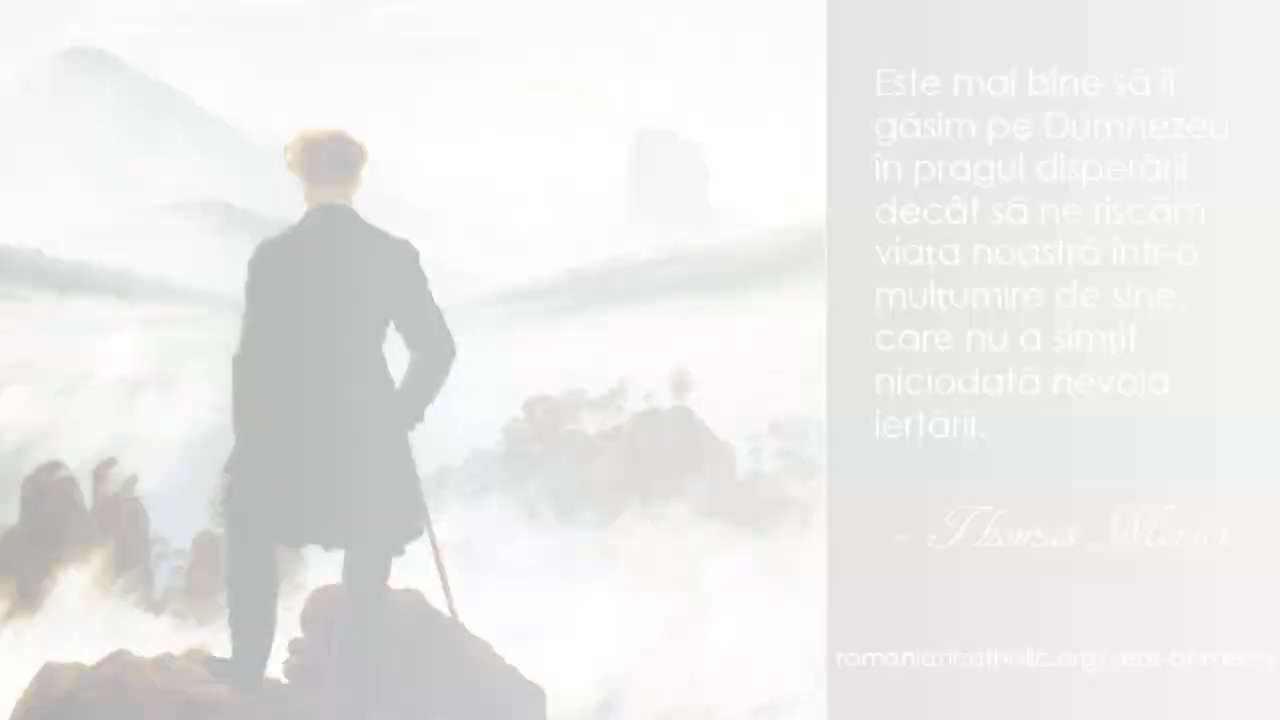 Este mai bine să îl
găsim pe Dumnezeu
în pragul disperării
decât să ne riscăm
viața noastră într-o
mulțumire de sine,
care nu a simțit
niciodată nevoia
iertării.
- Thomas
romaniancatholic.org